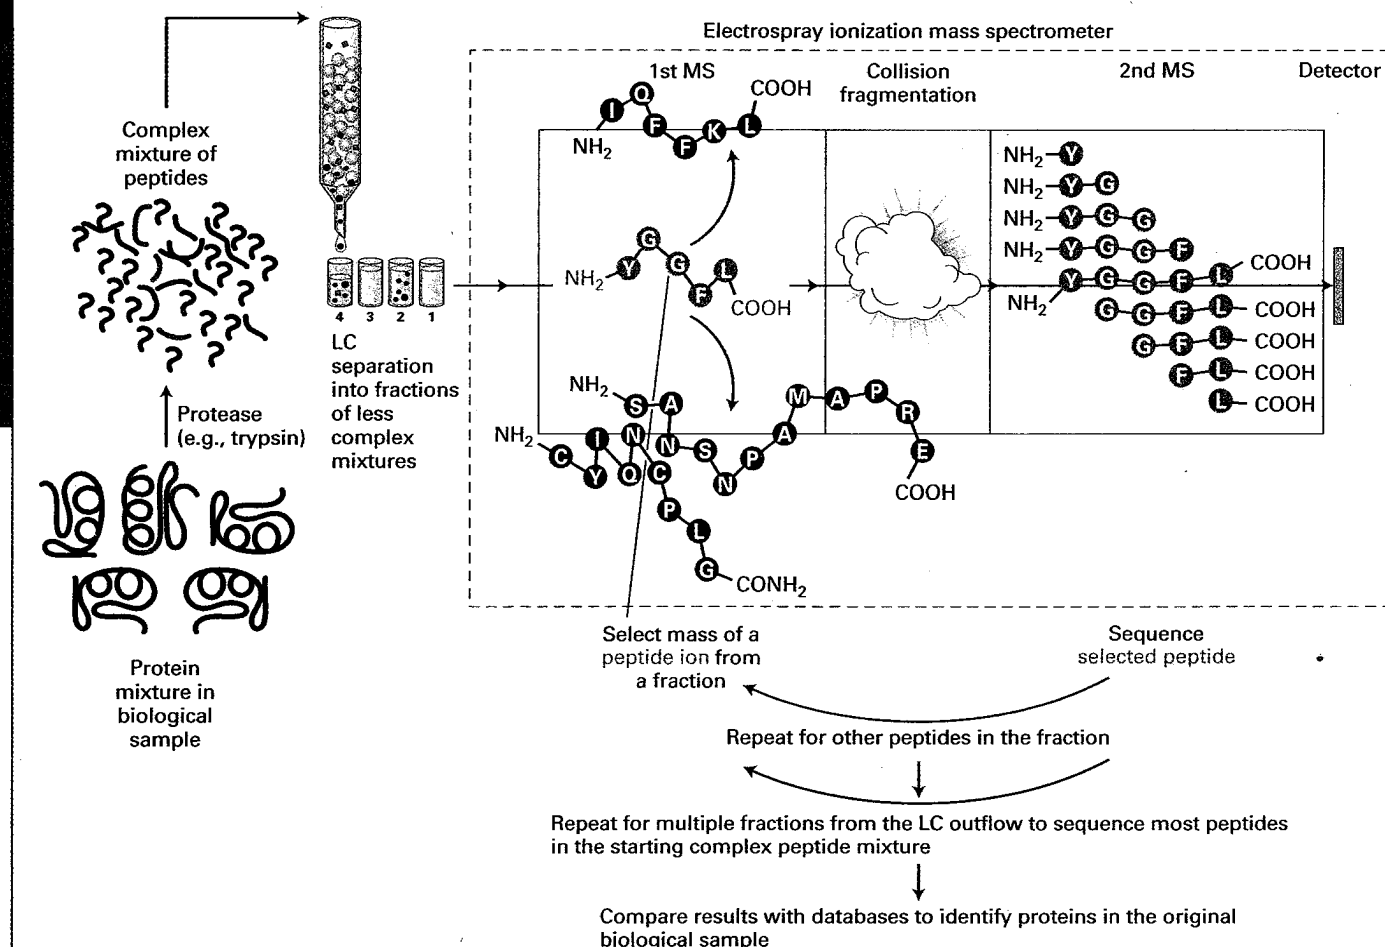 Electrospray ionization mass spectrometer
1st MS
Collision
fragmentation
2nd MS
Detector
Complex
mixture of
peptides
? ? ? ? ? ? ? ? ? ? ? ? ? ? ? ? ? ? ? ?
Protease
(e.g., trypsin)
Protein
mixture in
biological
sample
4 3 2 1
LC
separation
into fractions
of less
complex
mixtures
NH2 I Q F F K L COOH
NH2 Y G G F L COOH
NH2 S A N S N P A M A P R E COOH
NH2 C Y I Q N C P L G CONH2
NH2 Y
NH2 Y G
NH2 Y G G
NH2 Y G G F
NH2 Y G G F L COOH
G G F L COOH
G F L COOH
F L COOH
L COOH
Select mass of a
peptide ion from
a fraction
Sequence
selected peptide
Repeat for other peptides in the fraction
Repeat for multiple fractions from the LC outflow to sequence most peptides
in the starting complex peptide mixture
Compare results with databases to identify proteins in the original
biological sample